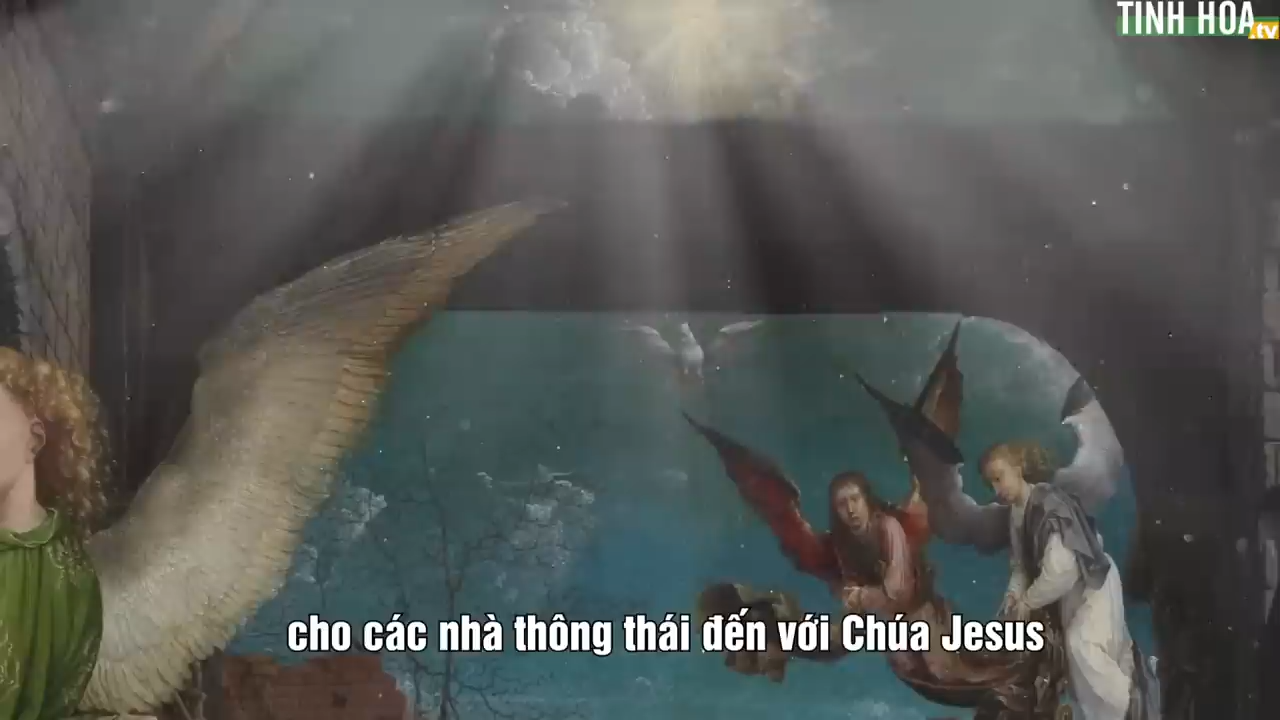 TINH HOA
.tv
cho các nhà thông thái đến với Chúa Jesus